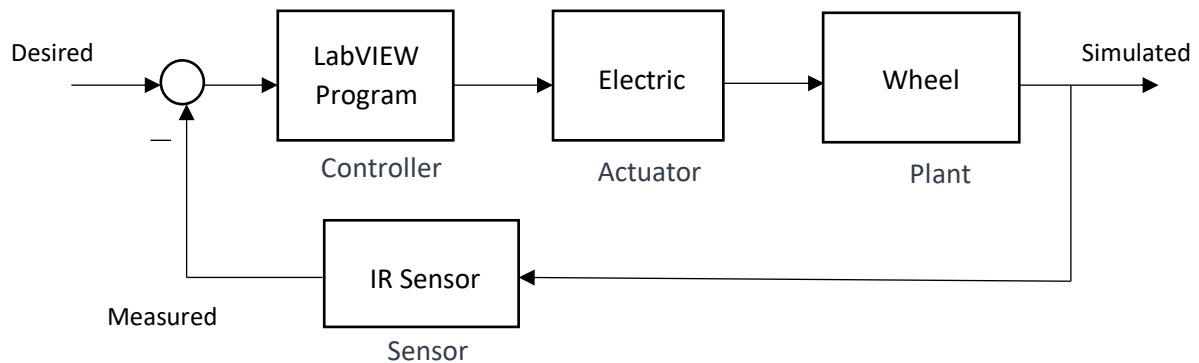 Desired
LabVIEW
Program
Electric
Wheel
Simulated
Controller
Actuator
Plant
—
IR Sensor
Measured
Sensor